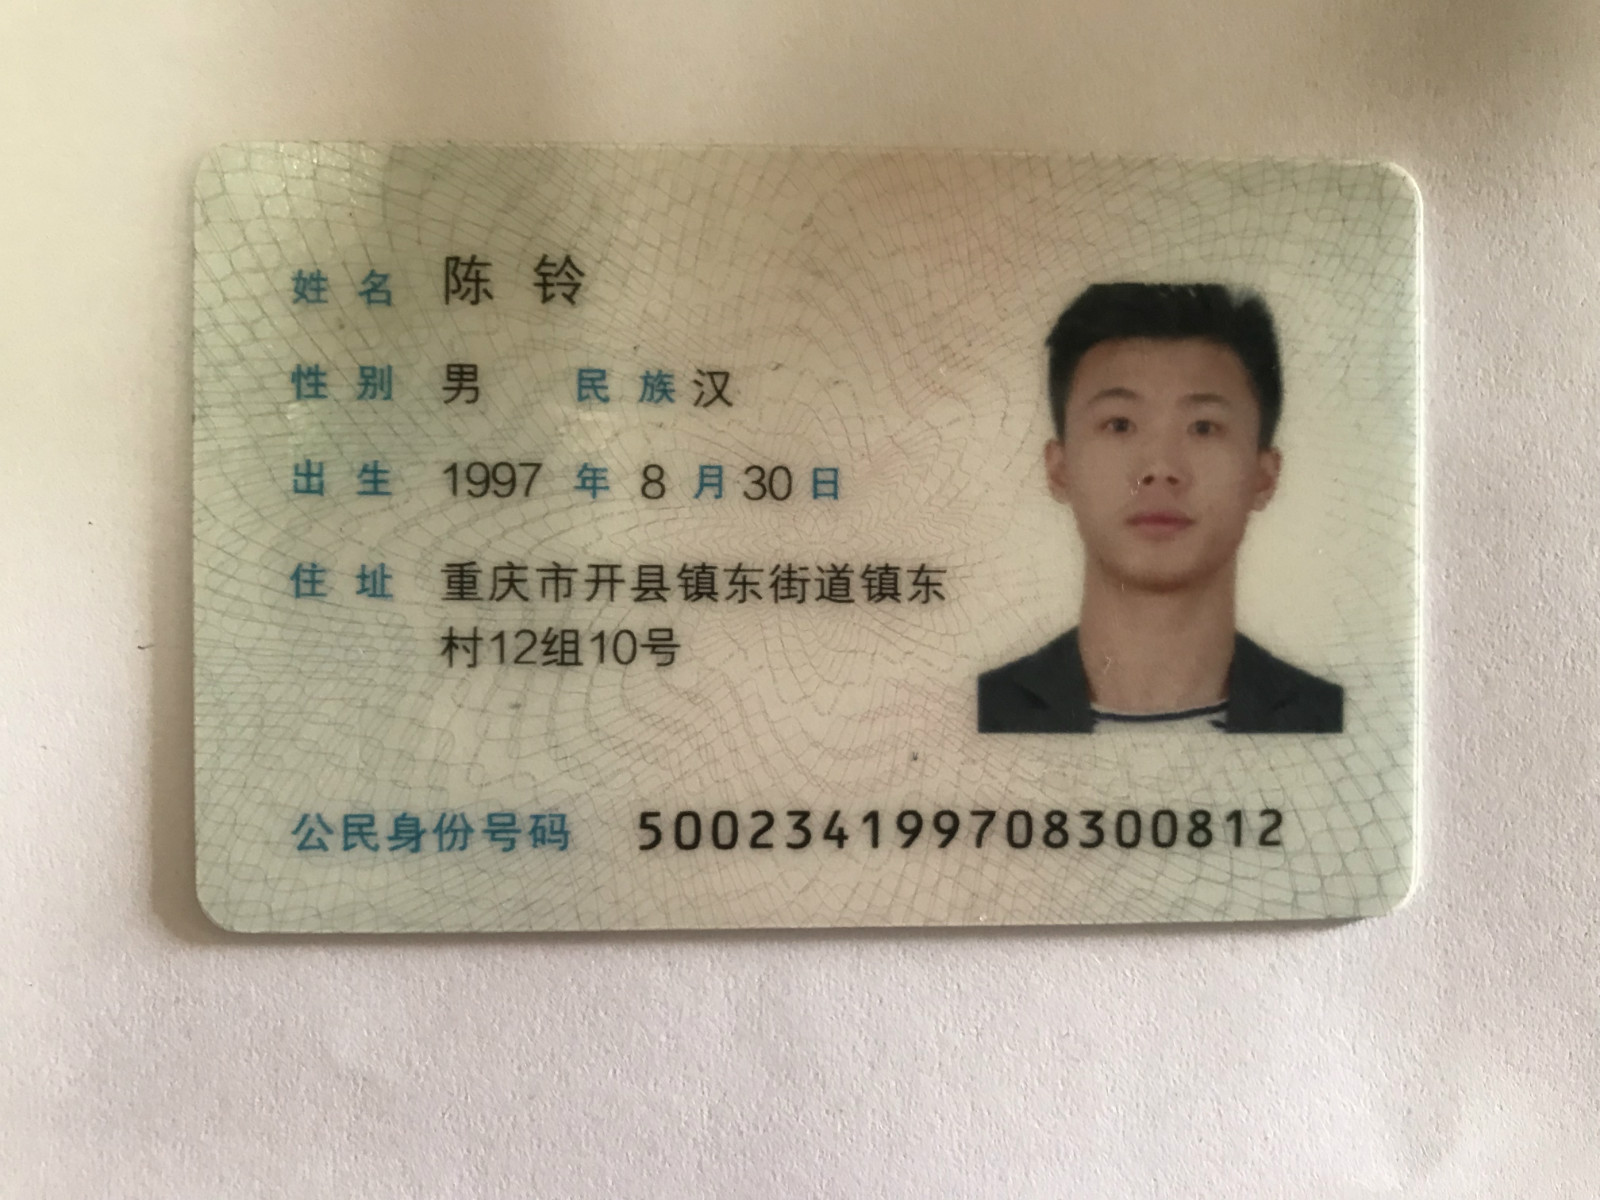 姓名 陈铃
性别 男 民族 汉
出生 1997 年 8 月 30 日
住址 重庆市开县镇东街道镇东
村12组10号
公民身份号码 500234199708300812